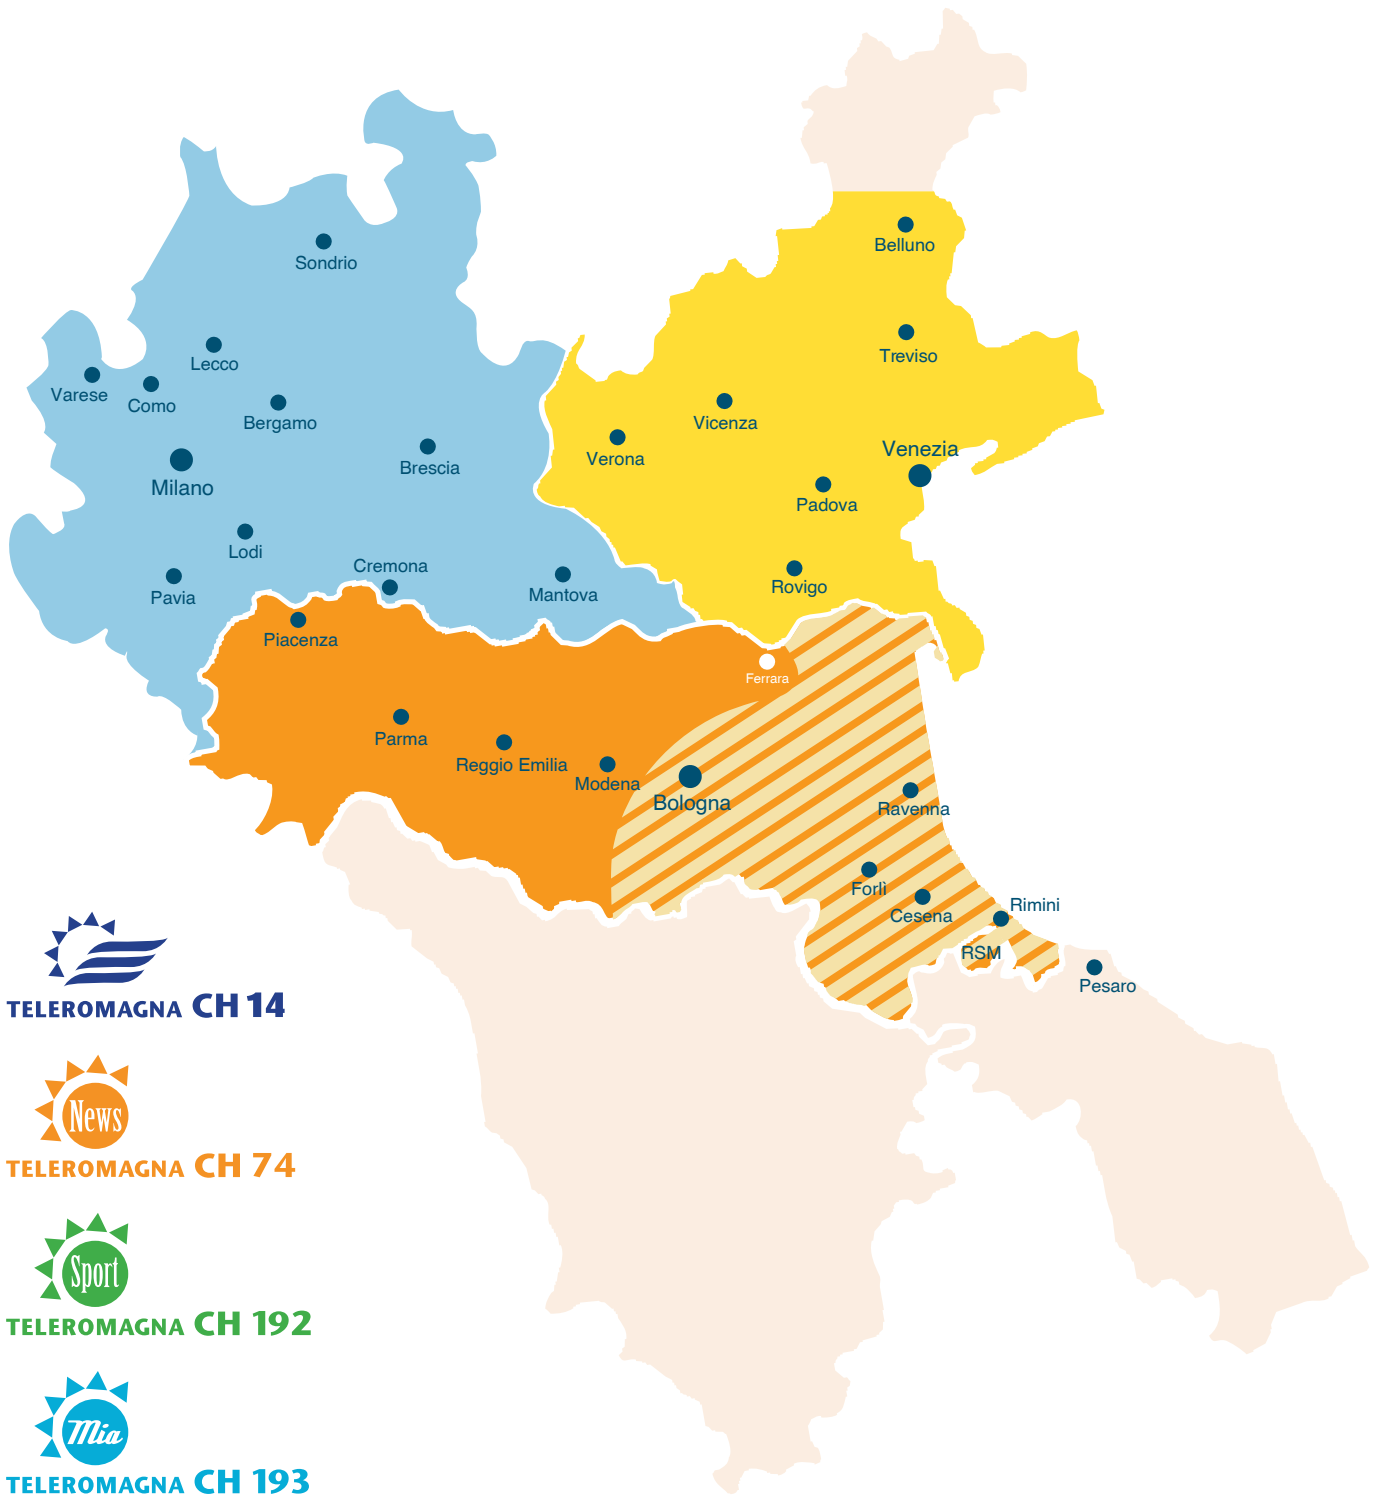 Belluno
Sondrio
Treviso
Lecco
Varese
Como
Bergamo
Vicenza
Verona
Venezia
Brescia
Milano
Padova
Lodi
Cremona
Rovigo
Pavia
Mantova
Piacenza
Ferrara
Parma
Reggio Emilia
Modena
Bologna
Ravenna
Forlì
Cesena
Rimini
RSM
Pesaro
TELEROMAGNA CH 14
News
TELEROMAGNA CH 74
Sport
TELEROMAGNA CH 192
Mia
TELEROMAGNA CH 193